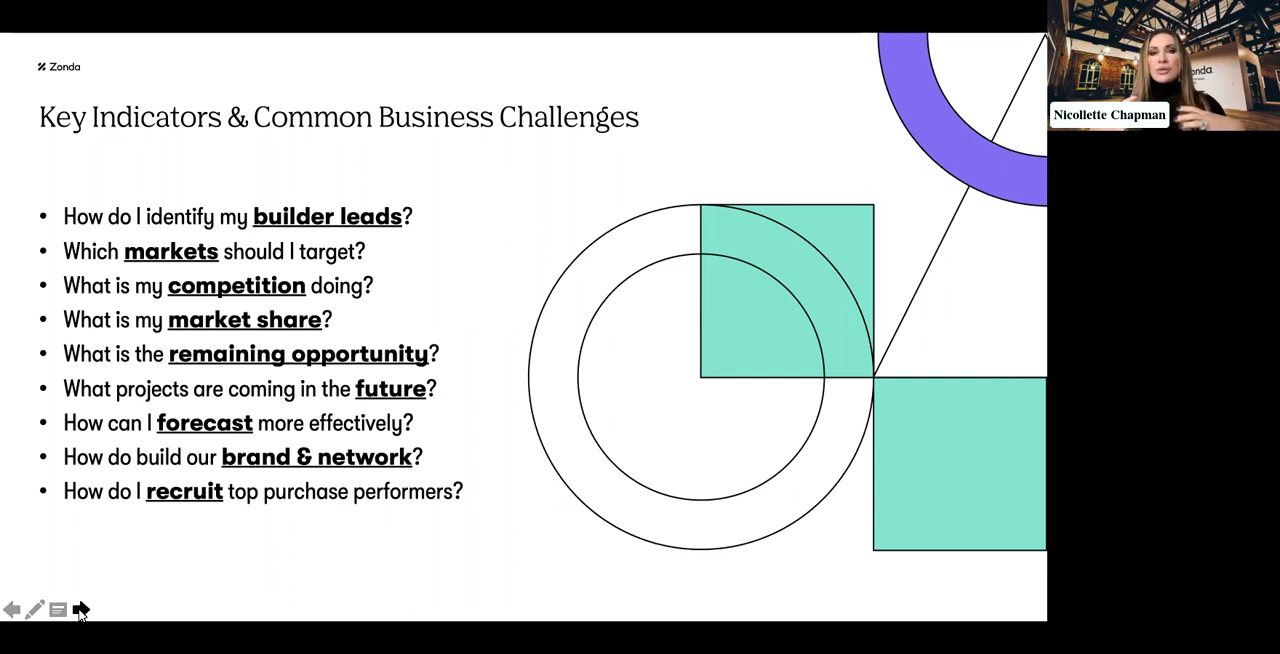 Zonda
Key Indicators & Common Business Challenges
• How do I identify my builder leads?
• Which markets should I target?
• What is my competition doing?
• What is my market share?
• What is the remaining opportunity?
• What projects are coming in the future?
• How can I forecast more effectively?
• How do build our brand & network?
• How do I recruit top purchase performers?
onda
Nicollette Chapman